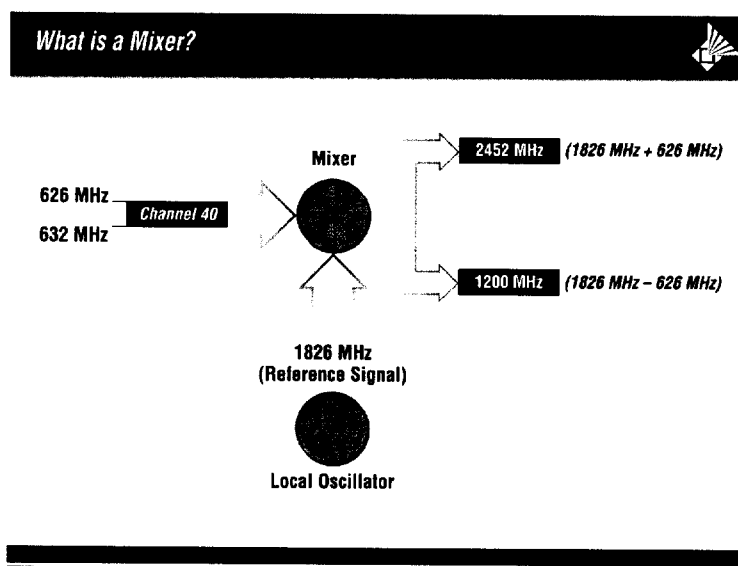 What is a Mixer?
Mixer
2452 MHz (1826 MHz + 626 MHz)
626 MHz
Channel 40
632 MHz
1200 MHz (1826 MHz – 626 MHz)
1826 MHz
(Reference Signal)
Local Oscillator